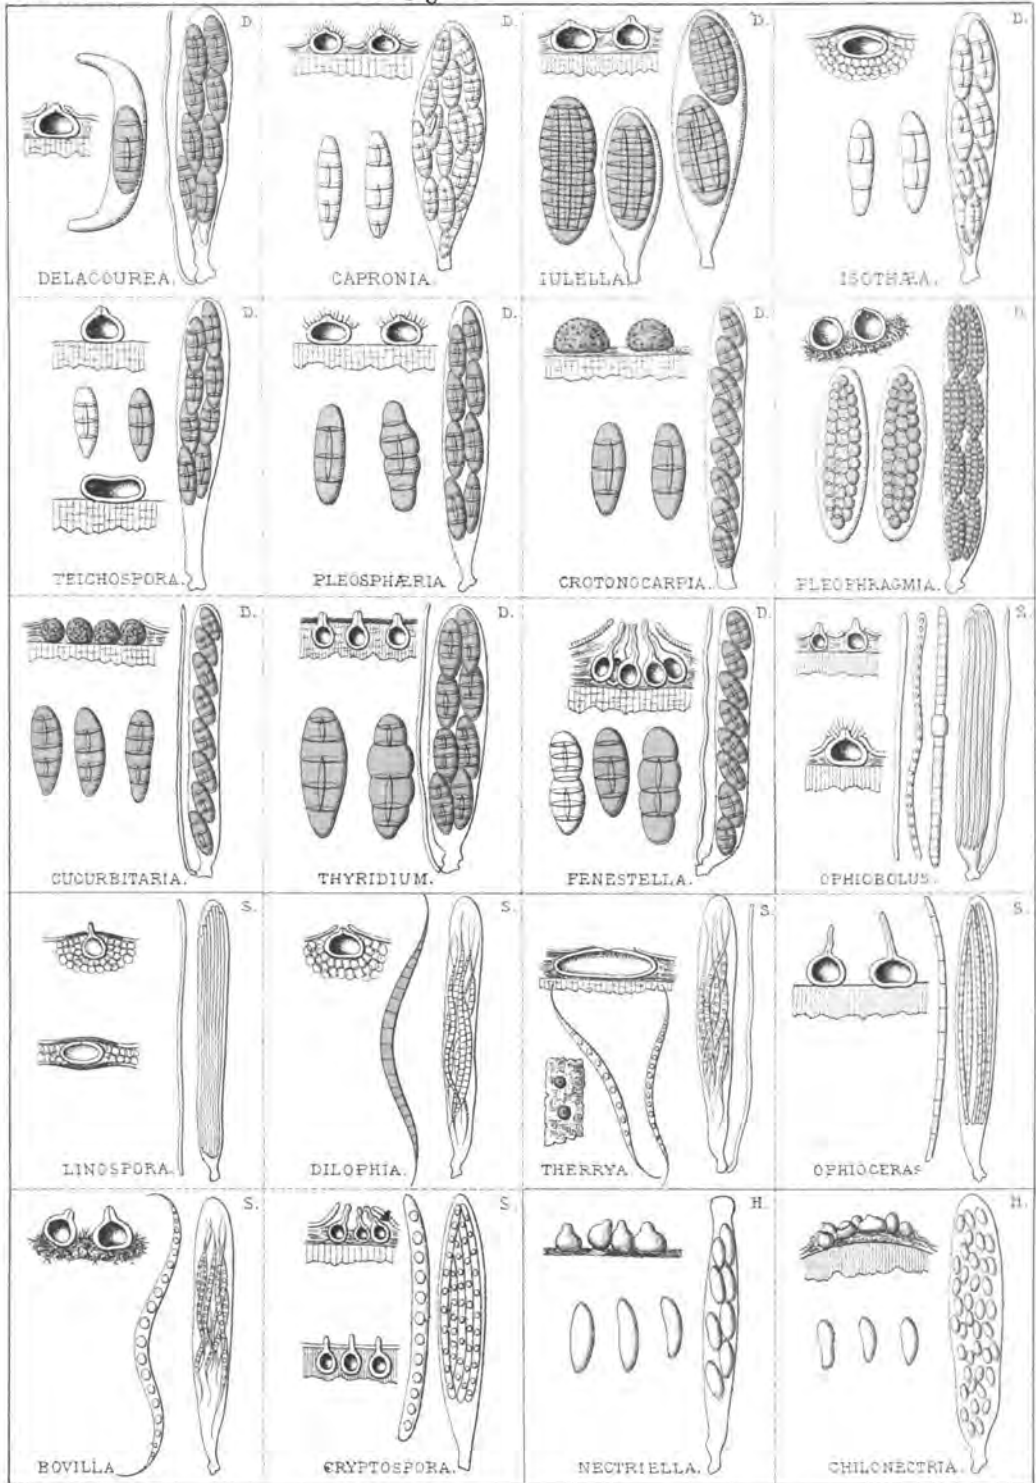 D. D. D. D.
DELACOUREA. CAPRONIA. IULELLA. ISOTHÆA.
D. D. D. D.
TEICHOSPORA. PLEOSPHÆRIA. CROTONOCARPIA. PLEOPHRAGMIA.
D. D. D. S.
CUCURBITARIA. THYRIDIUM. FENESTELLA. OPHIOBOLUS.
S. S. S. S.
LINOSPORA. DILOPHIA. THERRYA. OPHIOCERAS
S. S. H. H.
BOVILLA CRYPTOSPORA. NECTRIELLA. CHILONECTRIA.